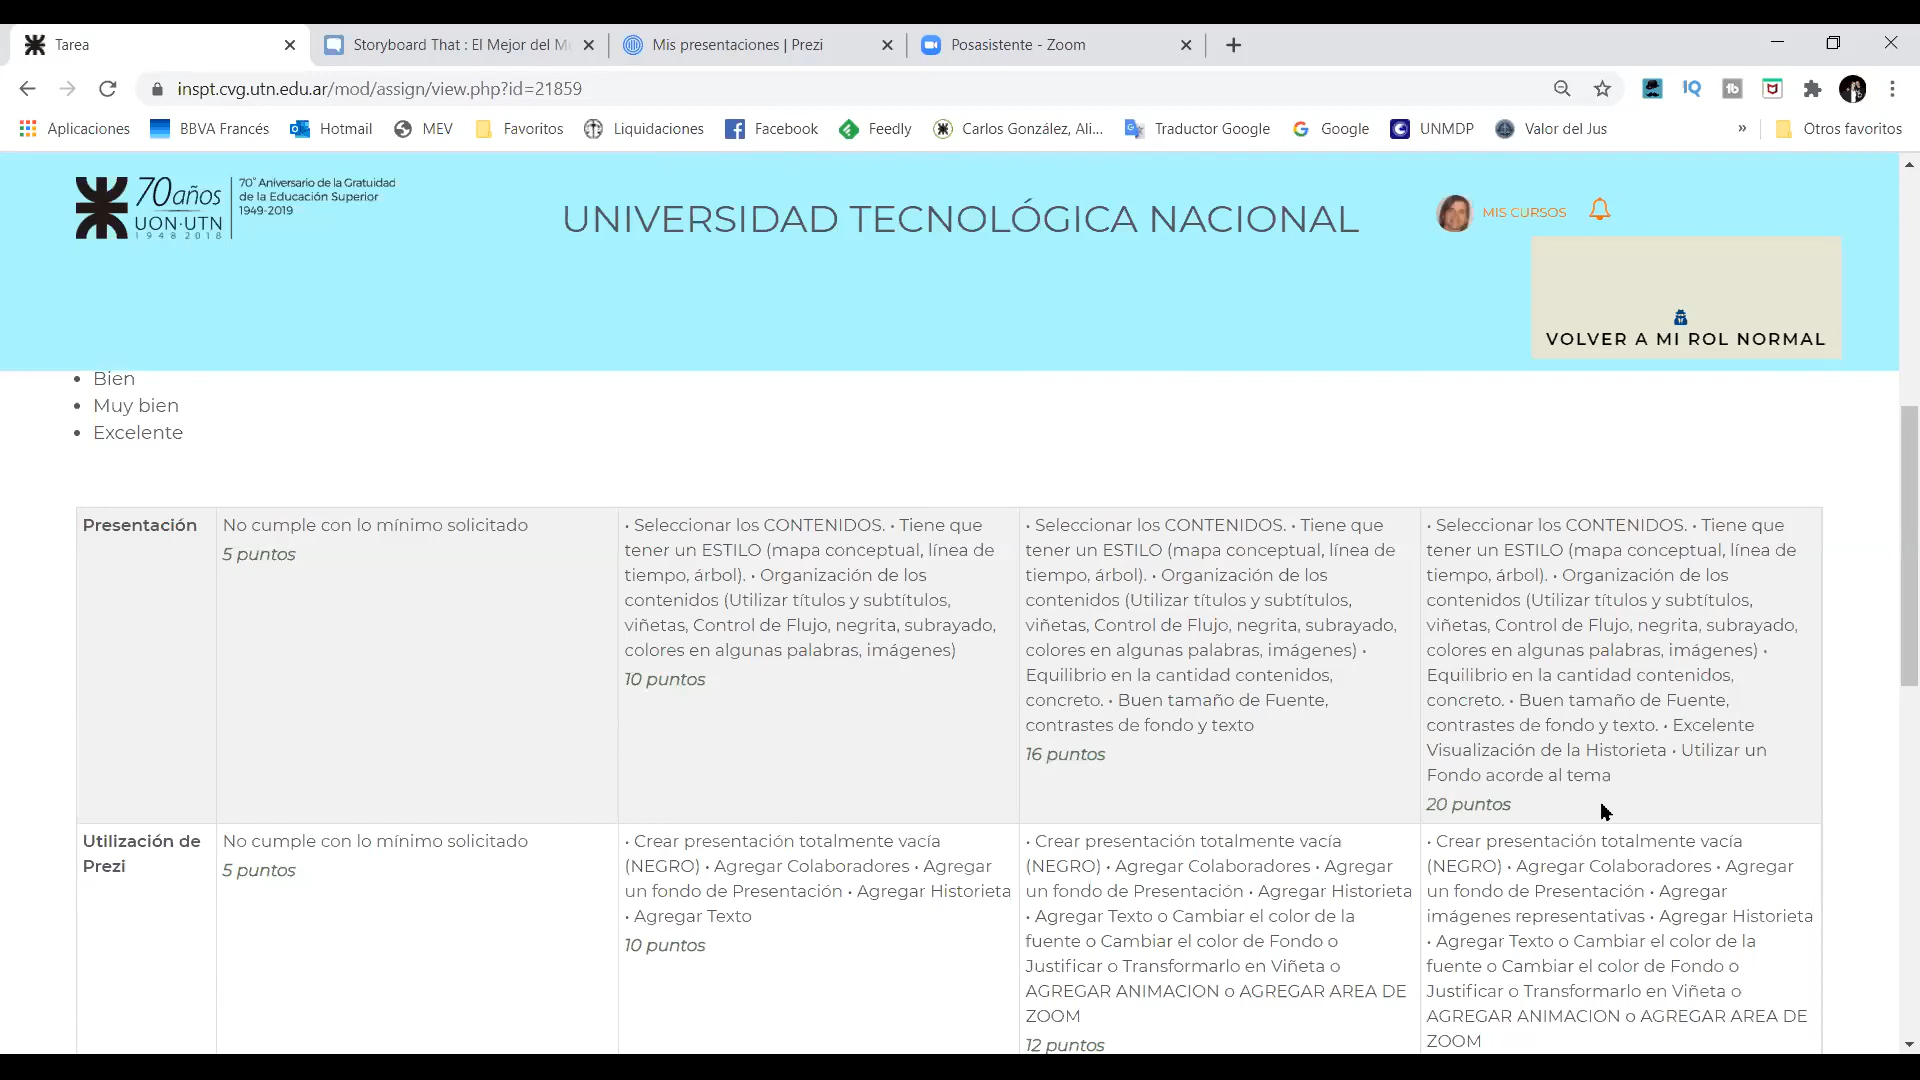 Tarea
Storyboard That : El Mejor del M
Mis presentaciones | Prezi
Posasistente - Zoom
inspt.cvg.utn.edu.ar/mod/assign/view.php?id=21859
Aplicaciones
BBVA Francés
Hotmail
MEV
Favoritos
Liquidaciones
Facebook
Feedly
Carlos González, Ali...
Traductor Google
Google
UNMDP
Valor del Jus
»
Otros favoritos
70años
UON·UTN
1948 2018
70° Aniversario de la Gratuidad
de la Educación Superior
1949-2019
UNIVERSIDAD TECNOLÓGICA NACIONAL
MIS CURSOS
VOLVER A MI ROL NORMAL
• Bien
• Muy bien
• Excelente
Presentación
No cumple con lo mínimo solicitado
5 puntos
• Seleccionar los CONTENIDOS. • Tiene que
tener un ESTILO (mapa conceptual, línea de
tiempo, árbol). • Organización de los
contenidos (Utilizar títulos y subtítulos,
viñetas, Control de Flujo, negrita, subrayado,
colores en algunas palabras, imágenes)
10 puntos
• Seleccionar los CONTENIDOS. • Tiene que
tener un ESTILO (mapa conceptual, línea de
tiempo, árbol). • Organización de los
contenidos (Utilizar títulos y subtítulos,
viñetas, Control de Flujo, negrita, subrayado,
colores en algunas palabras, imágenes) •
Equilibrio en la cantidad contenidos,
concreto. • Buen tamaño de Fuente,
contrastes de fondo y texto
16 puntos
• Seleccionar los CONTENIDOS. • Tiene que
tener un ESTILO (mapa conceptual, línea de
tiempo, árbol). • Organización de los
contenidos (Utilizar títulos y subtítulos,
viñetas, Control de Flujo, negrita, subrayado,
colores en algunas palabras, imágenes) •
Equilibrio en la cantidad contenidos,
concreto. • Buen tamaño de Fuente,
contrastes de fondo y texto. • Excelente
Visualización de la Historieta • Utilizar un
Fondo acorde al tema
20 puntos
Utilización de
Prezi
No cumple con lo mínimo solicitado
5 puntos
• Crear presentación totalmente vacía
(NEGRO) • Agregar Colaboradores • Agregar
un fondo de Presentación • Agregar Historieta
• Agregar Texto
10 puntos
• Crear presentación totalmente vacía
(NEGRO) • Agregar Colaboradores • Agregar
un fondo de Presentación • Agregar Historieta
• Agregar Texto o Cambiar el color de la
fuente o Cambiar el color de Fondo o
Justificar o Transformarlo en Viñeta o
AGREGAR ANIMACION o AGREGAR AREA DE
ZOOM
12 puntos
• Crear presentación totalmente vacía
(NEGRO) • Agregar Colaboradores • Agregar
un fondo de Presentación • Agregar
imágenes representativas • Agregar Historieta
• Agregar Texto o Cambiar el color de la
fuente o Cambiar el color de Fondo o
Justificar o Transformarlo en Viñeta o
AGREGAR ANIMACION o AGREGAR AREA DE
ZOOM